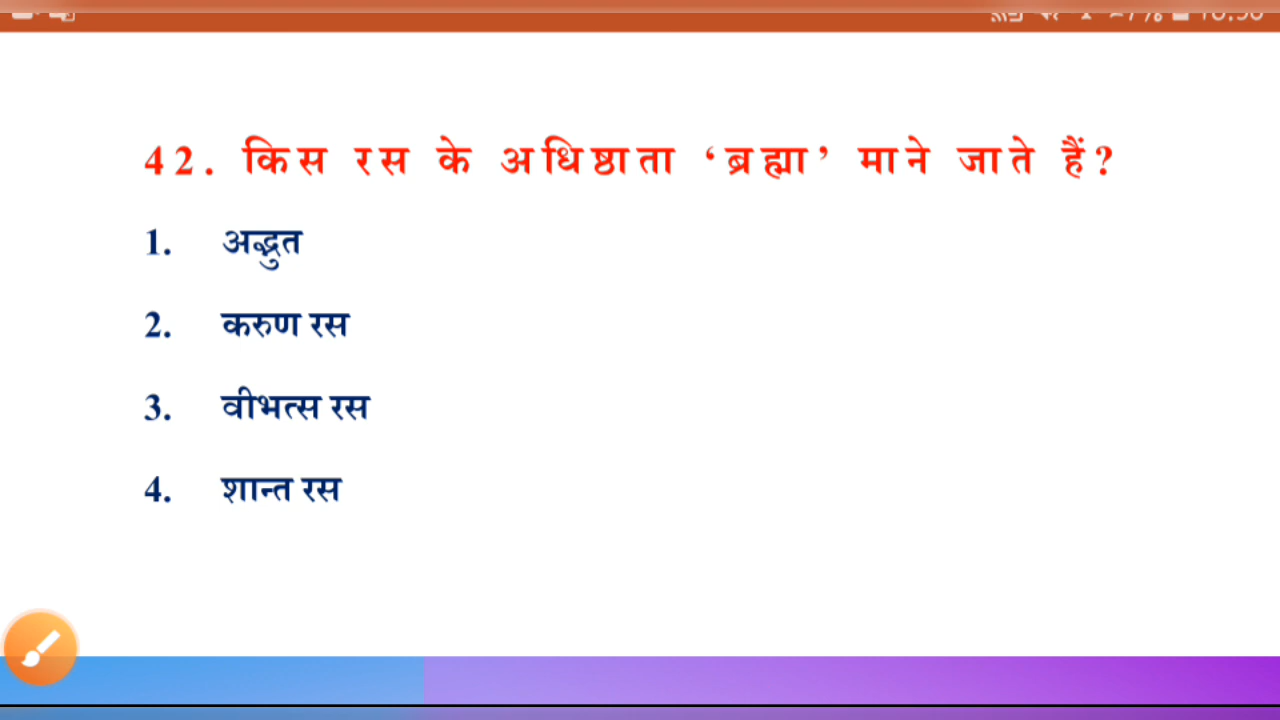 42. किस रस के अधिष्ठाता ‘ब्रह्मा’ माने जाते हैं?
1. अद्भुत
2. करुण रस
3. वीभत्स रस
4. शान्त रस